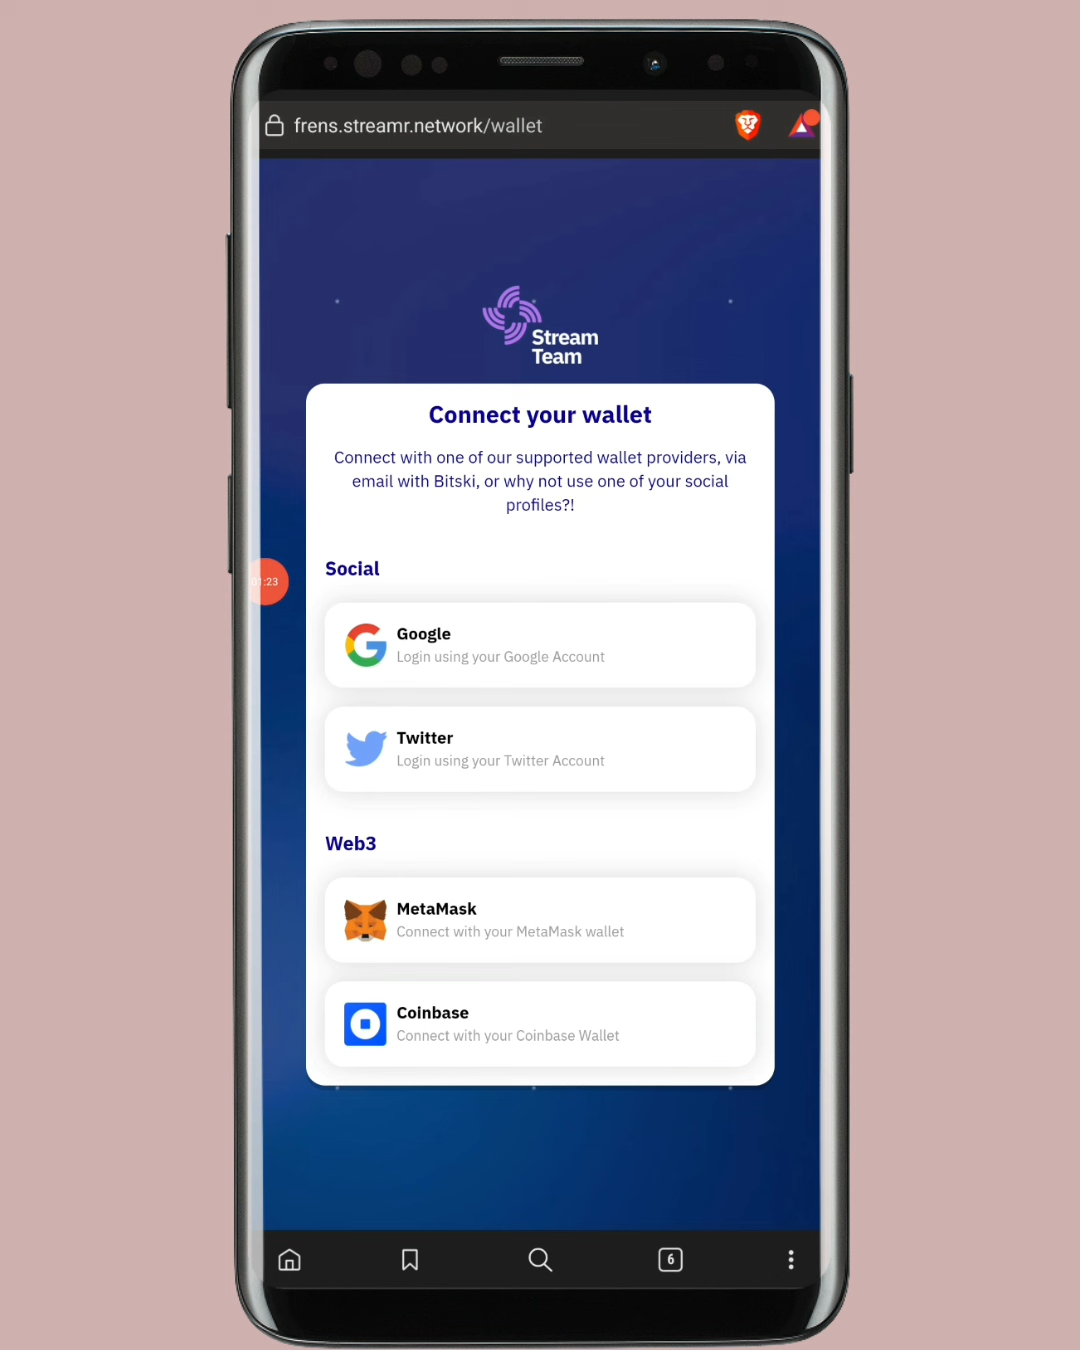 frens.streamr.network/wallet
Stream
Team
Connect your wallet
Connect with one of our supported wallet providers, via
email with Bitski, or why not use one of your social
profiles?!
Social
01:23
Google
Login using your Google Account
Twitter
Login using your Twitter Account
Web3
MetaMask
Connect with your MetaMask wallet
Coinbase
Connect with your Coinbase Wallet
6